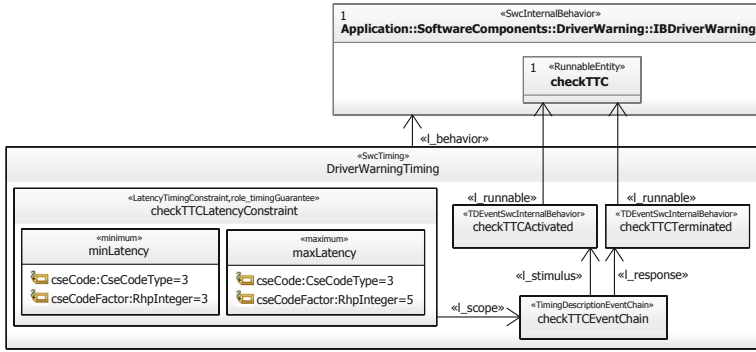 1
«SwcInternalBehavior»
Application::SoftwareComponents::DriverWarning::IBDriverWarning
1 «RunnableEntity»
checkTTC
«l_behavior»
«SwcTiming»
DriverWarningTiming
«LatencyTimingConstraint,role_timingGuarantee»
checkTTCLatencyConstraint
«minimum»
minLatency
cseCode:CseCodeType=3
cseCodeFactor:RhpInteger=3
«maximum»
maxLatency
cseCode:CseCodeType=3
cseCodeFactor:RhpInteger=5
«l_runnable»
«l_runnable»
«TDEventSwcInternalBehavior»
checkTTCActivated
«TDEventSwcInternalBehavior»
checkTTCTerminated
«l_stimulus»
«l_response»
«l_scope»
«TimingDescriptionEventChain»
checkTTCEventChain